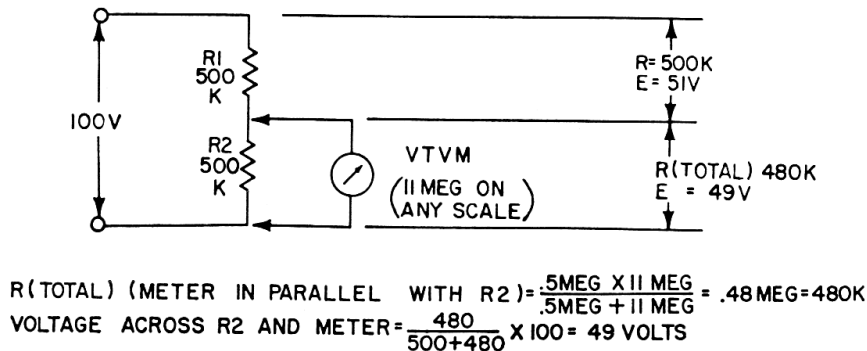 R1
500
K
100V
R2
500
K
VTVM
(11 MEG ON
ANY SCALE)
R=500K
E=51V
R(TOTAL) 480K
E = 49V
R(TOTAL) (METER IN PARALLEL WITH R2)= .5MEG X 11 MEG / .5MEG + 11 MEG = .48 MEG=480K
VOLTAGE ACROSS R2 AND METER= 480 / 500+480 X 100 = 49 VOLTS